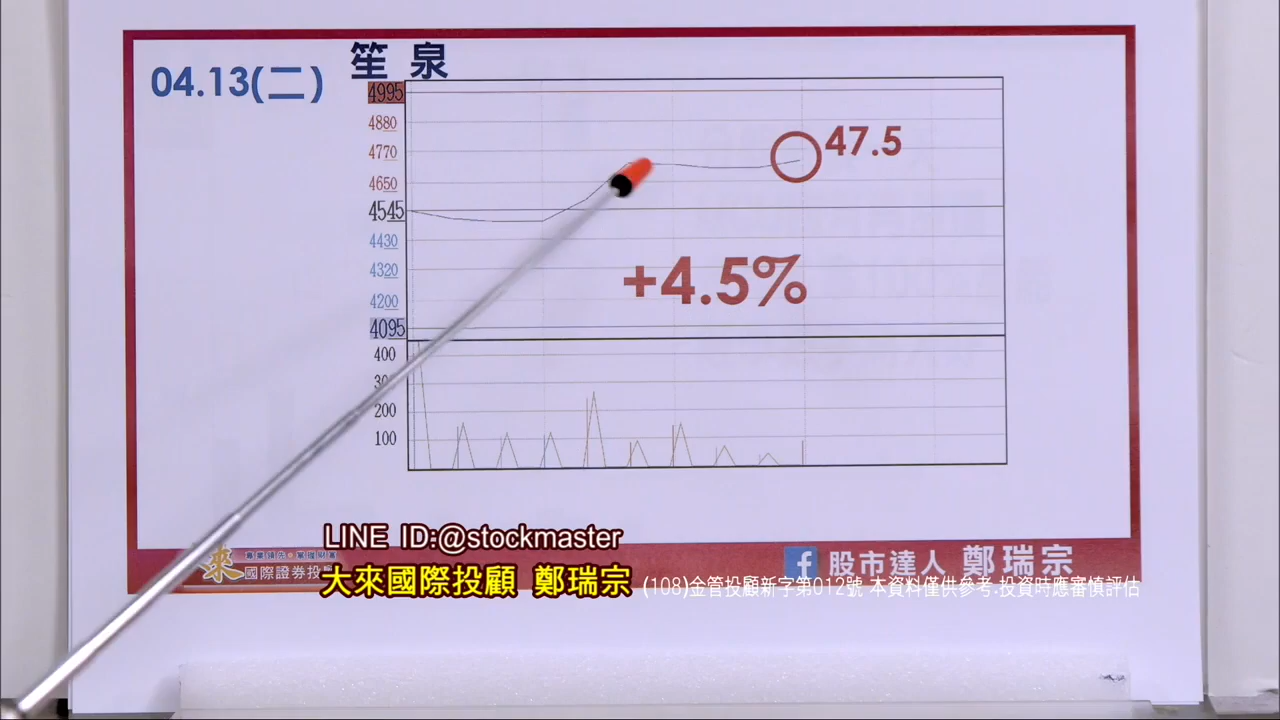 笙泉
04.13(二)
4995
4880
4770
4650
4545
4430
4320
4200
4095
400
200
100
47.5
+4.5%
LINE ID:@stockmaster
國際證券投
股市達人 鄭瑞宗
大來國際投顧 鄭瑞宗
(108)金管投顧新字第012號 本資料僅供參考.投資時應審慎評估